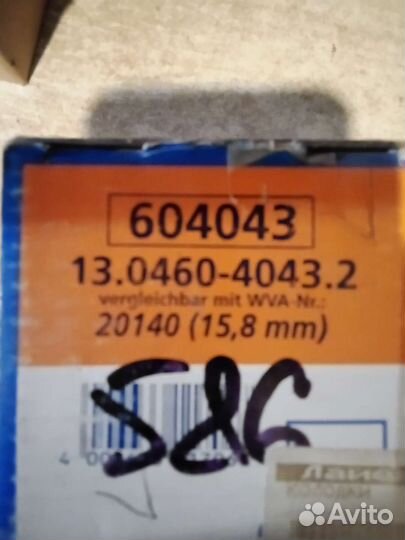 604043
13.0460-4043.2
vergleichbar mit WVA-Nr.:
20140 (15,8 mm)
S&G
Avito